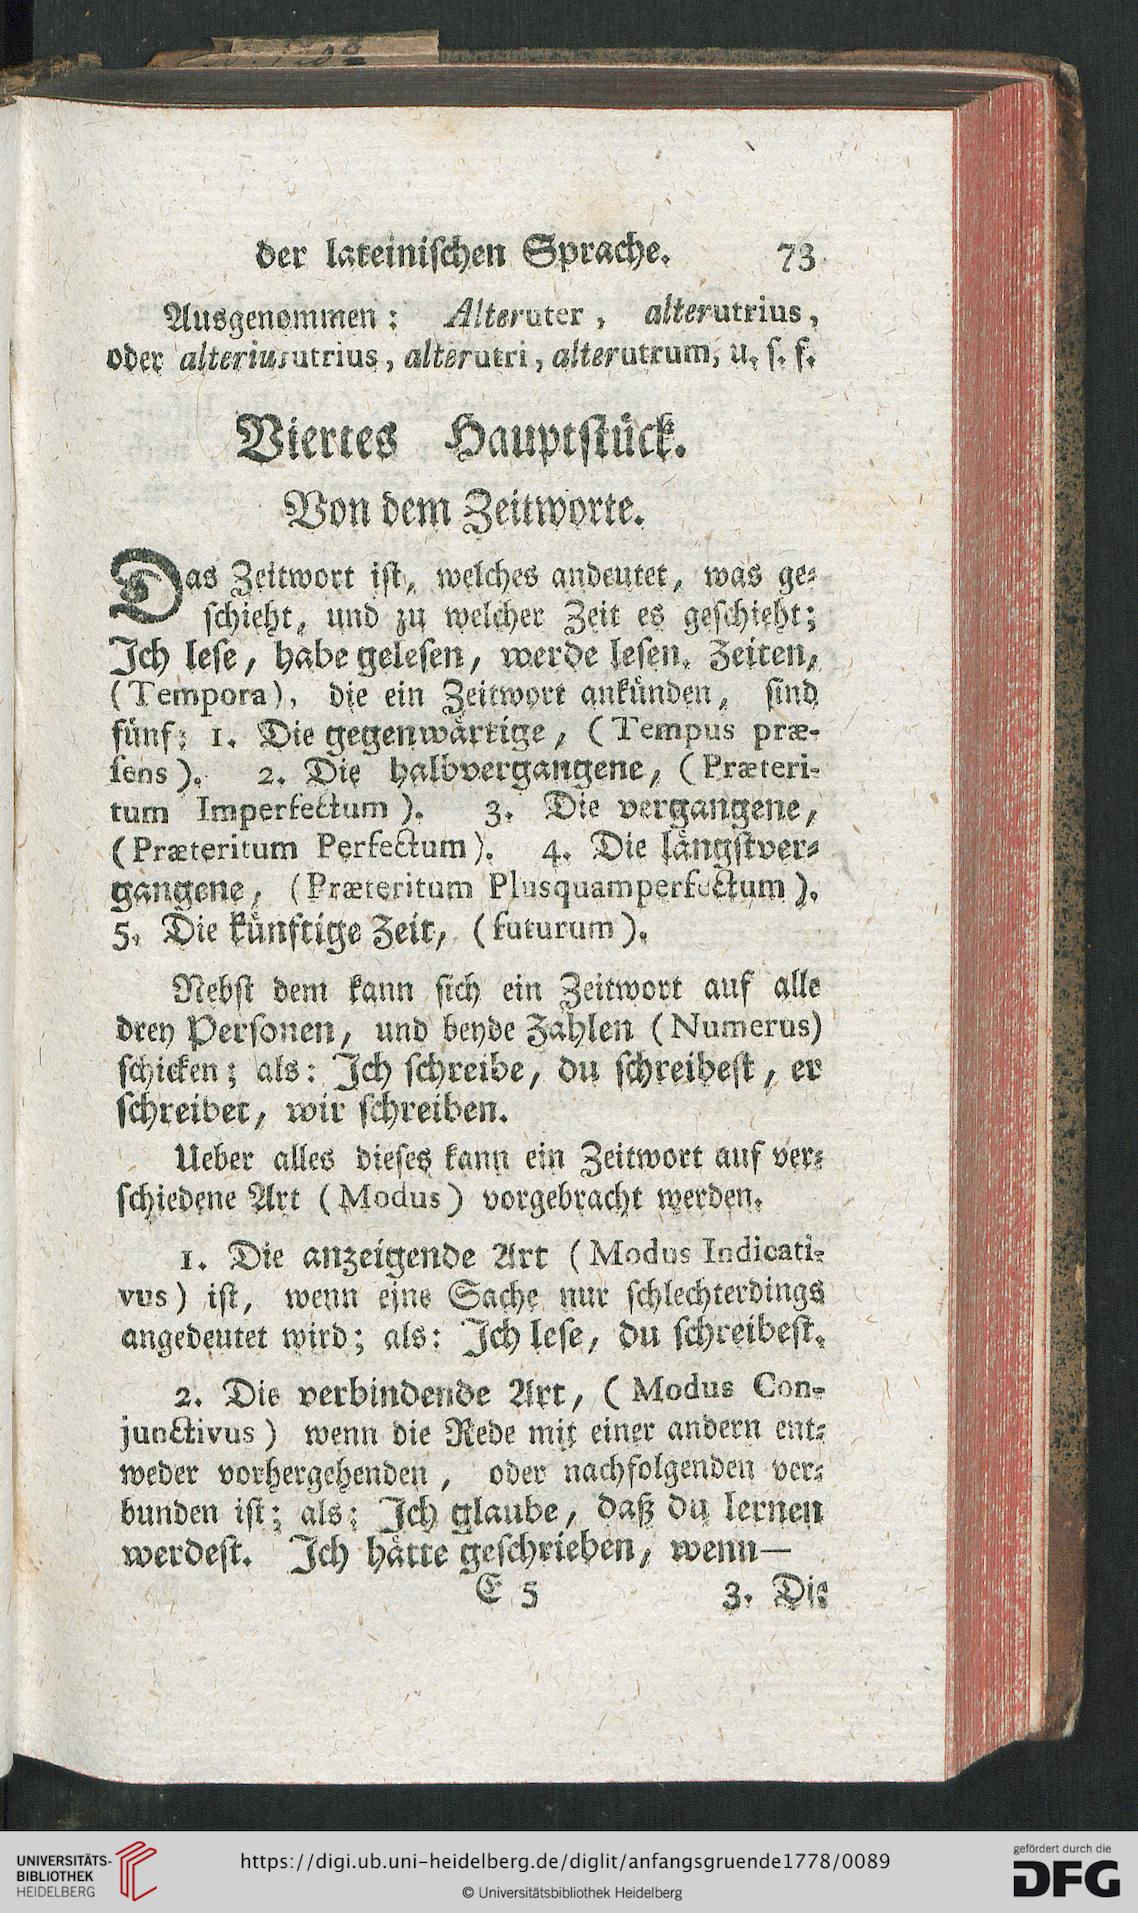 der lateinischen Sprache. 73
Ausgenommen: Alteruter, alterutrius,
oder alteriusutrius, alterutri, alterutrum, u. s. f.
Viertes Hauptstück.
Von dem Zeitworte.
Das Zeitwort ist, welches andeutet, was ge-
schieht, und zu welcher Zeit es geschieht;
Ich lese, habe gelesen, werde lesen. Zeiten,
(Tempora), die ein Zeitwort ankünden, sind
fünf: 1. Die gegenwärtige, (Tempus præ-
sens). 2. Die halbvergangene, (Præteri-
tum Imperfectum). 3. Die vergangene,
(Præteritum Perfectum). 4. Die längstver-
gangene, (Præteritum Plusquamperfectum).
5. Die künftige Zeit, (futurum).
Nebst dem kann sich ein Zeitwort auf alle
drey Personen, und beyde Zahlen (Numerus)
schicken; als: Ich schreibe, du schreibest, er
schreibet, wir schreiben.
Ueber alles dieses kann ein Zeitwort auf ver-
schiedene Art (Modus) vorgebracht werden.
1. Die anzeigende Art (Modus Indicati-
vus) ist, wenn eine Sache nur schlechterdings
angedeutet wird; als: Ich lese, du schreibest.
2. Die verbindende Art, (Modus Con-
junctivus) wenn die Rede mit einer andern ent-
weder vorhergehenden, oder nachfolgenden ver-
bunden ist; als: Ich glaube, daß du lernen
werdest. Ich hätte geschrieben, wenn—
E 5 3. Die
UNIVERSITÄTS-
BIBLIOTHEK
HEIDELBERG
https://digi.ub.uni-heidelberg.de/diglit/anfangsgruende1778/0089
© Universitätsbibliothek Heidelberg
gefördert durch die
DFG